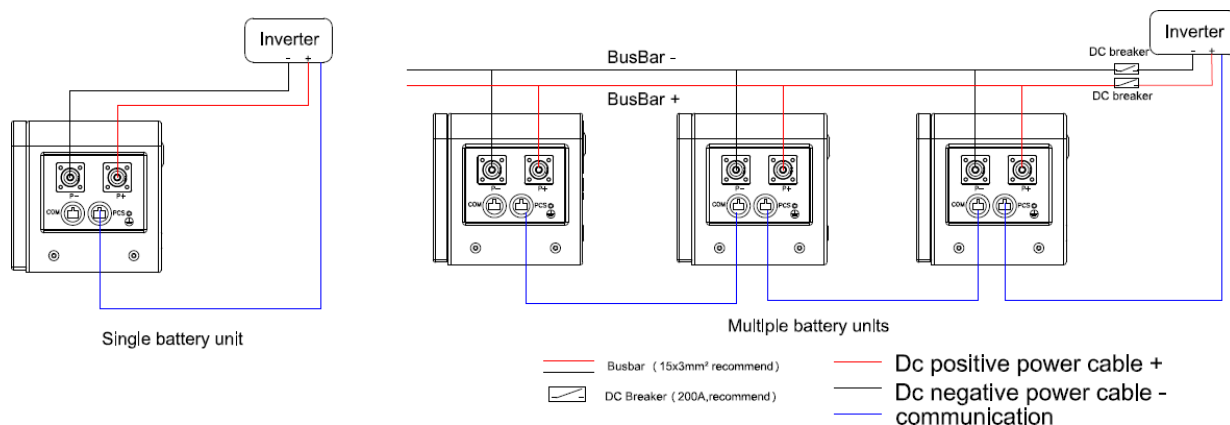 Inverter
- +
P- P+
COM PCS
Single battery unit
Inverter
- +
DC breaker
DC breaker
BusBar -
BusBar +
P- P+
COM PCS
P- P+
COM PCS
P- P+
COM PCS
Multiple battery units
Busbar ( 15x3mm² recommend )
DC Breaker ( 200A,recommend )
Dc positive power cable +
Dc negative power cable -
communication